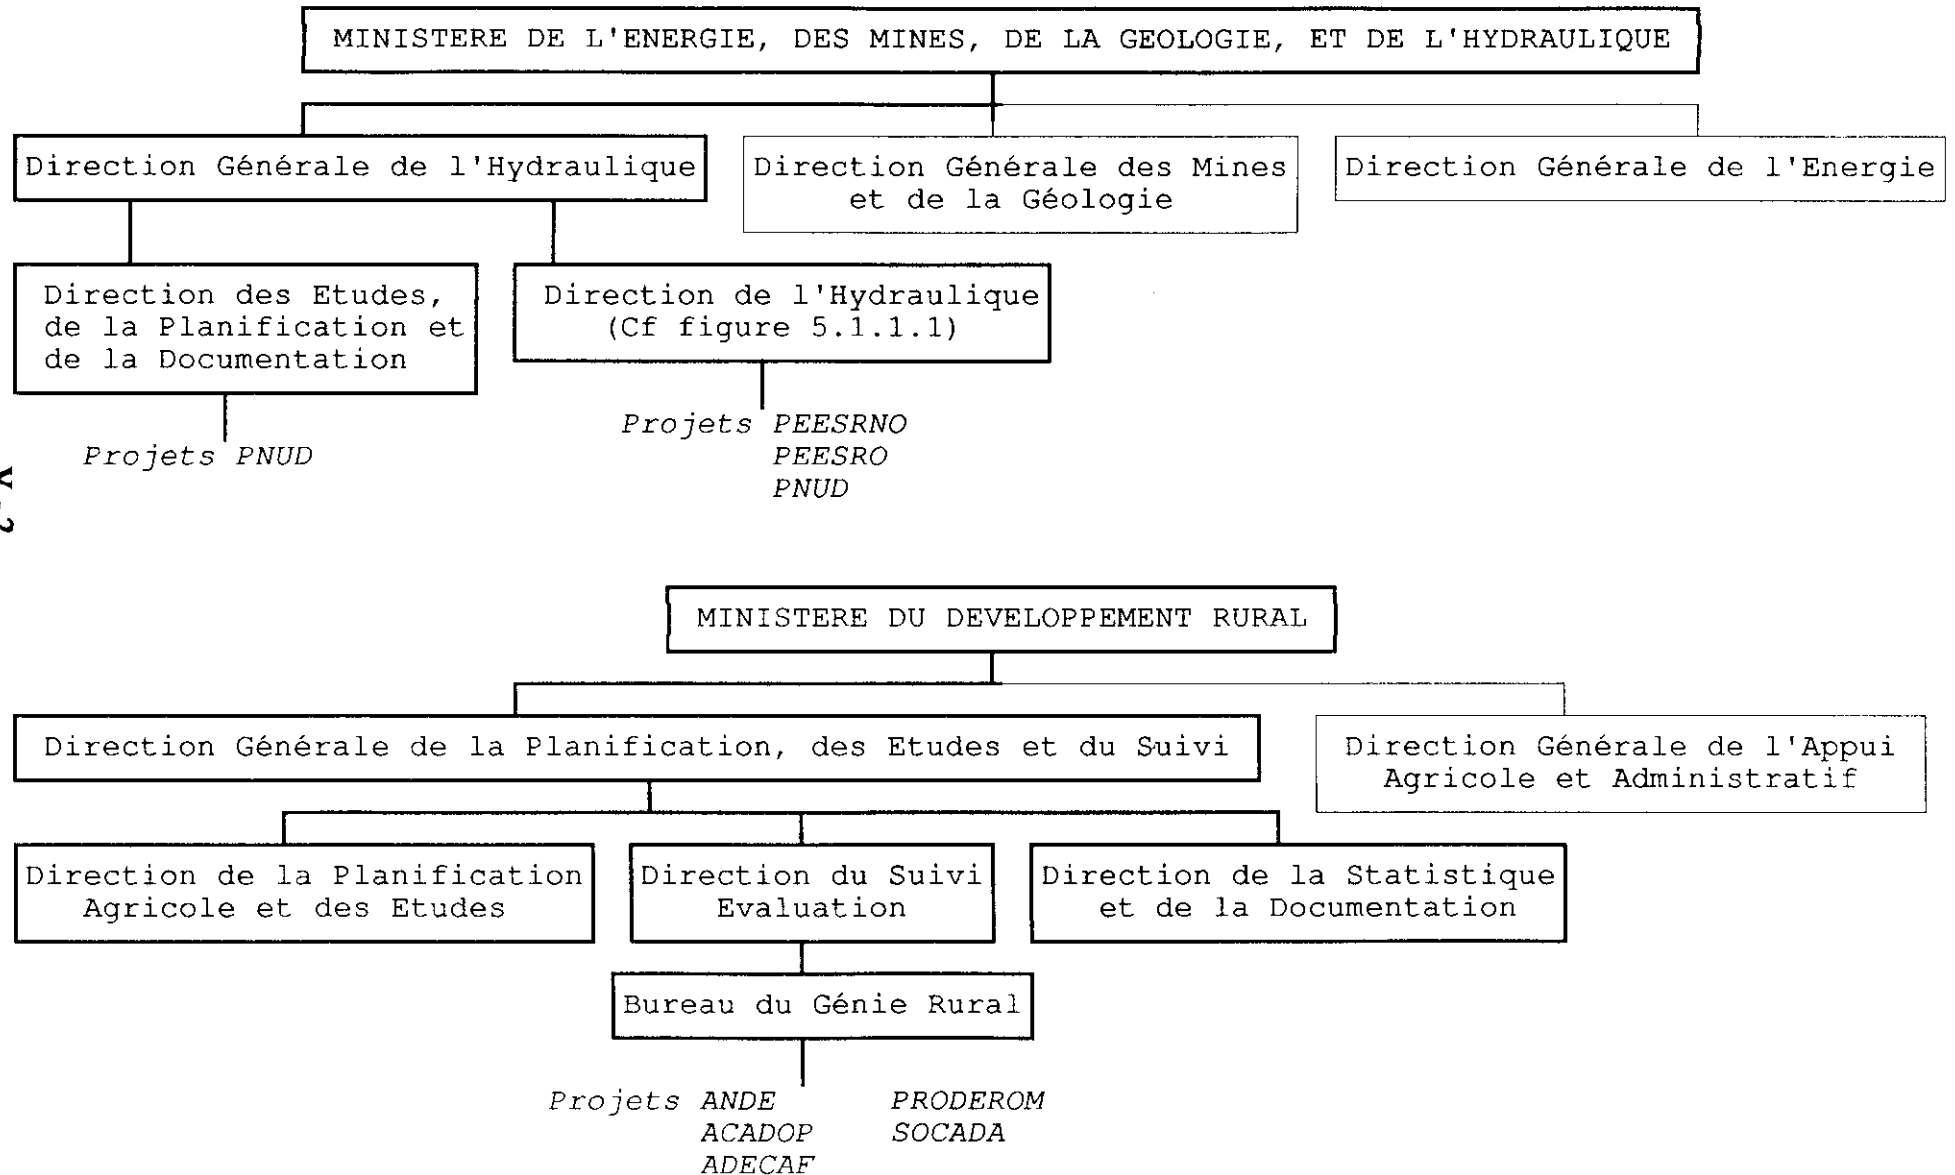 MINISTERE DE L'ENERGIE, DES MINES, DE LA GEOLOGIE, ET DE L'HYDRAULIQUE
Direction Générale de l'Hydraulique
Direction Générale des Mines
et de la Géologie
Direction Générale de l'Energie
Direction des Etudes,
de la Planification et
de la Documentation
Direction de l'Hydraulique
(Cf figure 5.1.1.1)
Projets PNUD
Projets PEESRNO
PEESRO
PNUD
MINISTERE DU DEVELOPPEMENT RURAL
Direction Générale de la Planification, des Etudes et du Suivi
Direction Générale de l'Appui
Agricole et Administratif
Direction de la Planification
Agricole et des Etudes
Direction du Suivi
Evaluation
Direction de la Statistique
et de la Documentation
Bureau du Génie Rural
Projets ANDE PRODEROM
ACADOP SOCADA
ADECAF